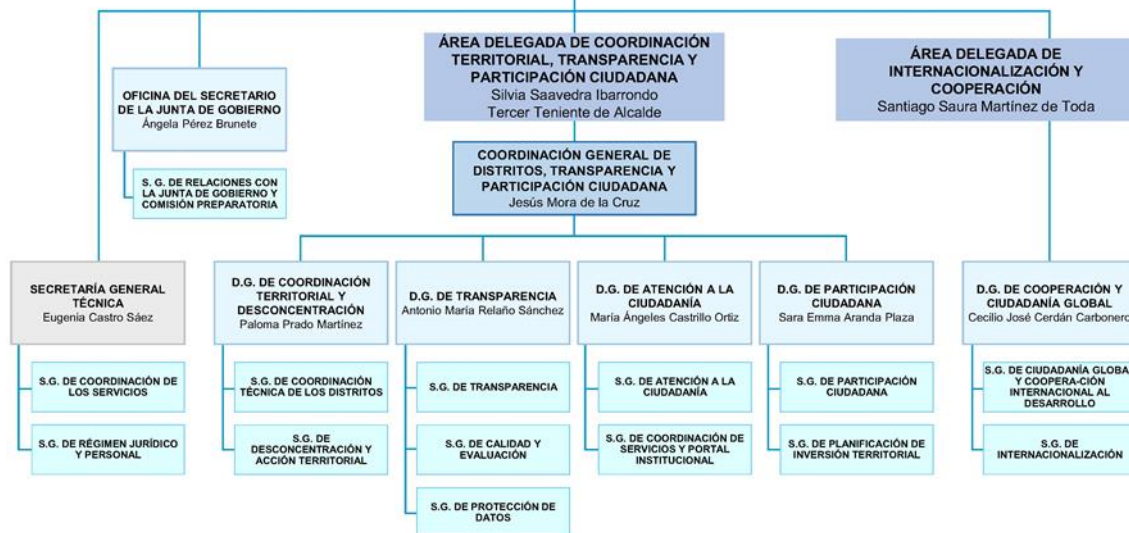 OFICINA DEL SECRETARIO
DE LA JUNTA DE GOBIERNO
Ángela Pérez Brunete
S. G. DE RELACIONES CON
LA JUNTA DE GOBIERNO Y
COMISIÓN PREPARATORIA
ÁREA DELEGADA DE COORDINACIÓN
TERRITORIAL, TRANSPARENCIA Y
PARTICIPACIÓN CIUDADANA
Silvia Saavedra Ibarrondo
Tercer Teniente de Alcalde
ÁREA DELEGADA DE
INTERNACIONALIZACIÓN Y
COOPERACIÓN
Santiago Saura Martínez de Toda
COORDINACIÓN GENERAL DE
DISTRITOS, TRANSPARENCIA Y
PARTICIPACIÓN CIUDADANA
Jesús Mora de la Cruz
SECRETARÍA GENERAL
TÉCNICA
Eugenia Castro Sáez
S.G. DE COORDINACIÓN DE
LOS SERVICIOS
S.G. DE RÉGIMEN JURÍDICO
Y PERSONAL
D.G. DE COORDINACIÓN
TERRITORIAL Y
DESCONCENTRACIÓN
Paloma Prado Martínez
S.G. DE COORDINACIÓN
TÉCNICA DE LOS DISTRITOS
S.G. DE
DESCONCENTRACIÓN Y
ACCIÓN TERRITORIAL
D.G. DE TRANSPARENCIA
Antonio María Relaño Sánchez
S.G. DE TRANSPARENCIA
S.G. DE CALIDAD Y
EVALUACIÓN
S.G. DE PROTECCIÓN DE
DATOS
D.G. DE ATENCIÓN A LA
CIUDADANÍA
María Ángeles Castrillo Ortiz
S.G. DE ATENCIÓN A LA
CIUDADANÍA
S.G. DE COORDINACIÓN DE
SERVICIOS Y PORTAL
INSTITUCIONAL
D.G. DE PARTICIPACIÓN
CIUDADANA
Sara Emma Aranda Plaza
S.G. DE PARTICIPACIÓN
CIUDADANA
S.G. DE PLANIFICACIÓN DE
INVERSIÓN TERRITORIAL
D.G. DE COOPERACIÓN
Y CIUDADANÍA GLOBAL
Cecilio José Cerdán Carbonero
S.G. DE CIUDADANÍA GLOBAL
Y COOPERA-CIÓN
INTERNACIONAL AL
DESARROLLO
S.G. DE
INTERNACIONALIZACIÓN